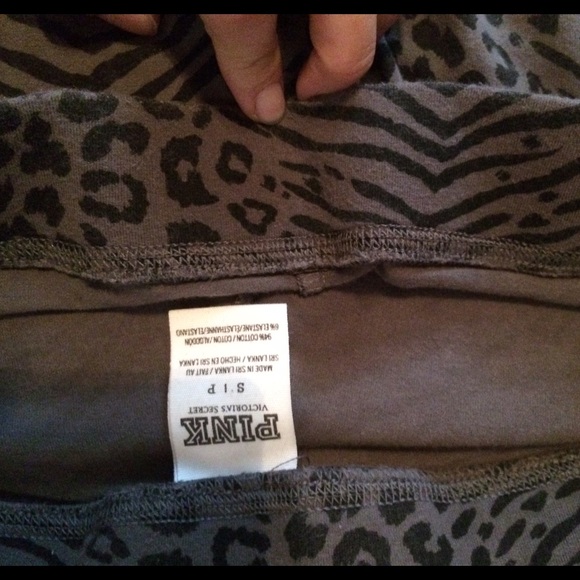 PINK
VICTORIA'S SECRET
S | P
MADE IN SRI LANKA / FAIT AU
SRI LANKA / HECHO EN SRI LANKA
94% COTTON / COTON / ALGODÓN
6% ELASTANE/ÉLASTHANNE/ELASTANO